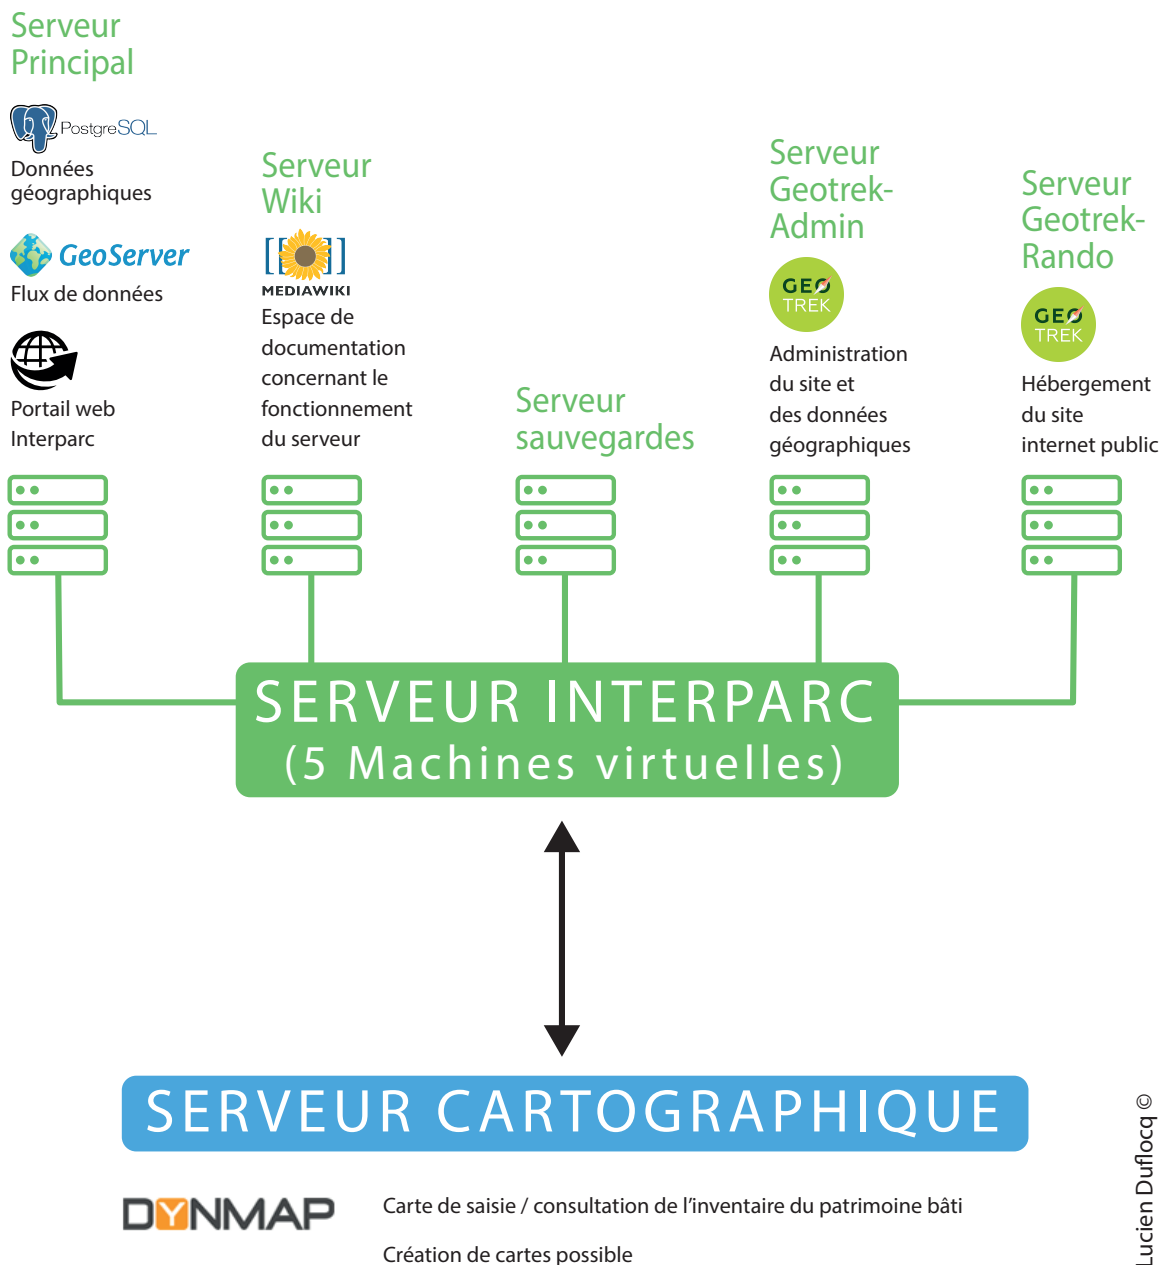 Serveur
Principal
PostgreSQL
Données
géographiques
GeoServer
Flux de données
Portail web
Interparc
Serveur
Wiki
[[ ]]
MEDIAWIKI
Espace de
documentation
concernant le
fonctionnement
du serveur
Serveur
sauvegardes
Serveur
Geotrek-
Admin
GEO
TREK
Administration
du site et
des données
géographiques
Serveur
Geotrek-
Rando
GEO
TREK
Hébergement
du site
internet public
SERVEUR INTERPARC
(5 Machines virtuelles)
SERVEUR CARTOGRAPHIQUE
DYNMAP
Carte de saisie / consultation de l’inventaire du patrimoine bâti
Création de cartes possible
Lucien Duflocq ©